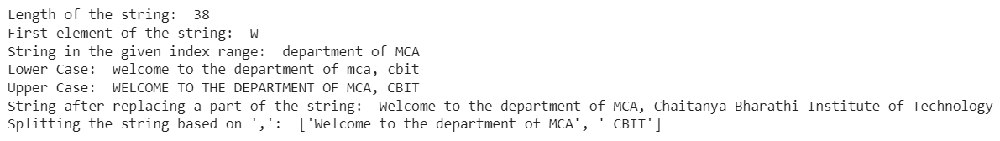 Length of the string:  38
First element of the string:  W
String in the given index range:  department of MCA
Lower Case:  welcome to the department of mca, cbit
Upper Case:  WELCOME TO THE DEPARTMENT OF MCA, CBIT
String after replacing a part of the string:  Welcome to the department of MCA, Chaitanya Bharathi Institute of Technology
Splitting the string based on ',':  ['Welcome to the department of MCA', ' CBIT']